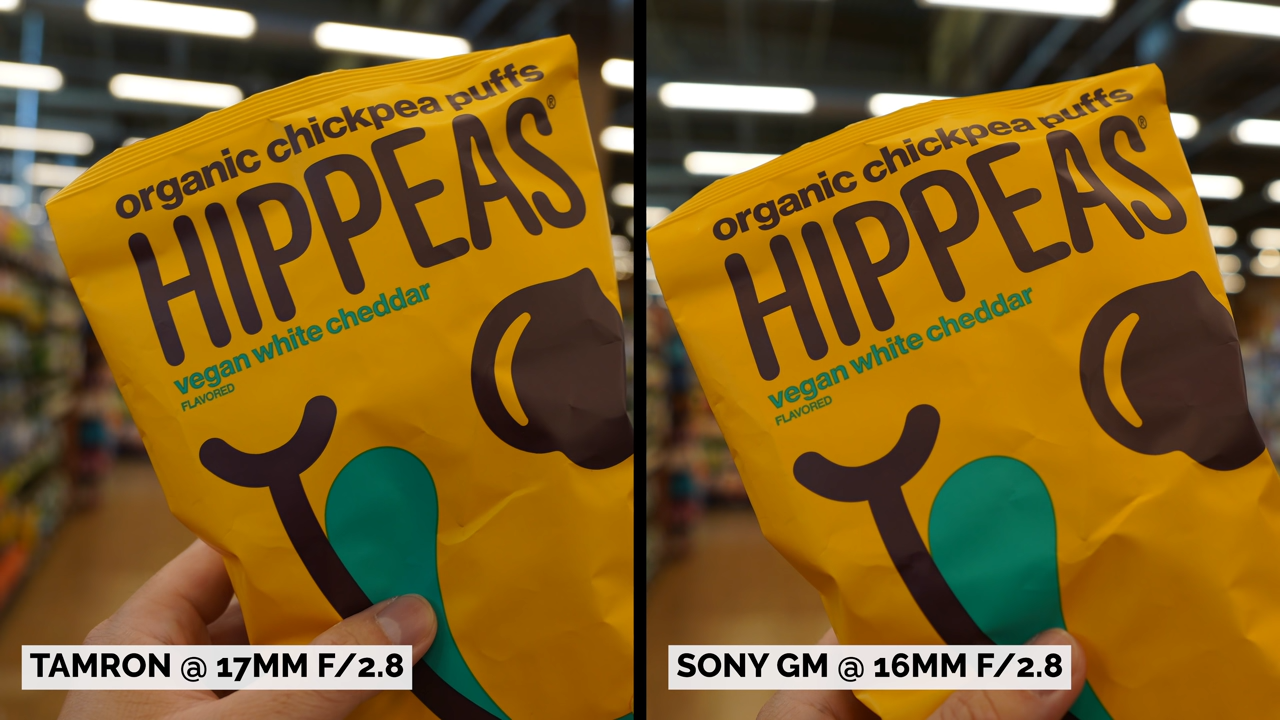 organic chickpea puffs
HIPPEAS®
vegan white cheddar
FLAVORED
TAMRON @ 17MM F/2.8
organic chickpea puffs
HIPPEAS®
vegan white cheddar
FLAVORED
SONY GM @ 16MM F/2.8